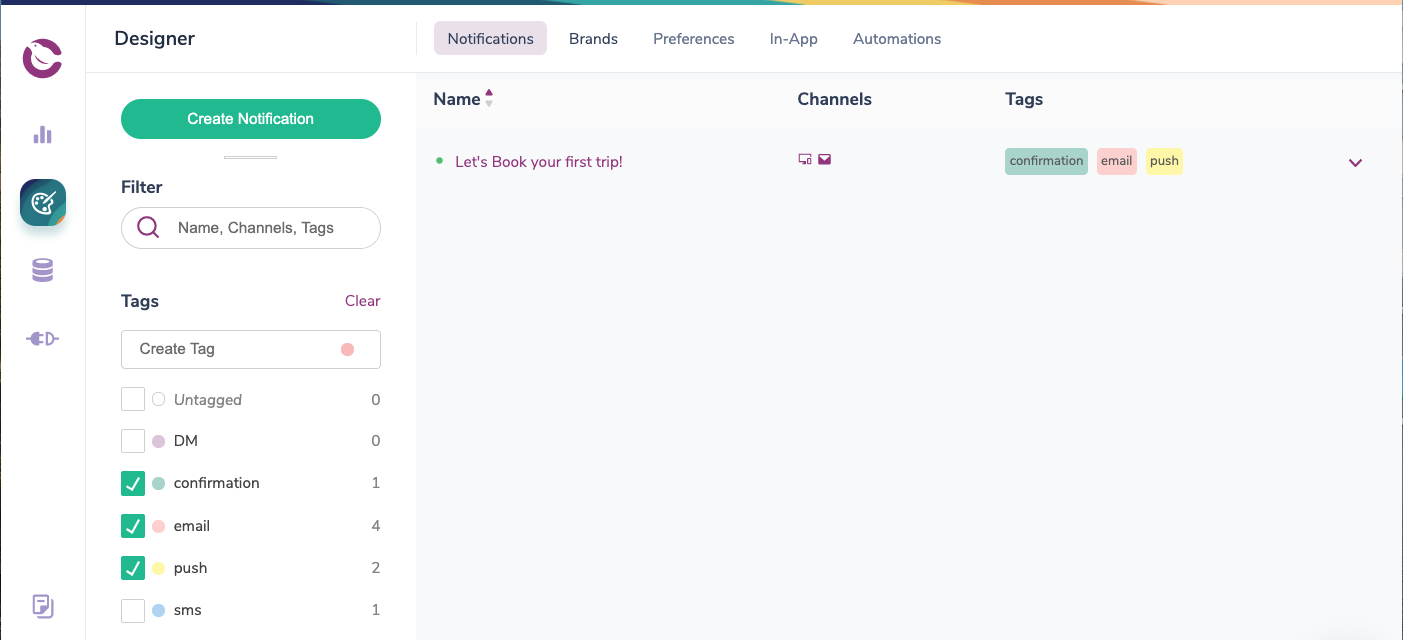 Designer
Notifications Brands Preferences In-App Automations
Create Notification
Filter
Name, Channels, Tags
Tags Clear
Create Tag
Untagged 0
DM 0
confirmation 1
email 4
push 2
sms 1
Name Channels Tags
Let's Book your first trip! confirmation email push